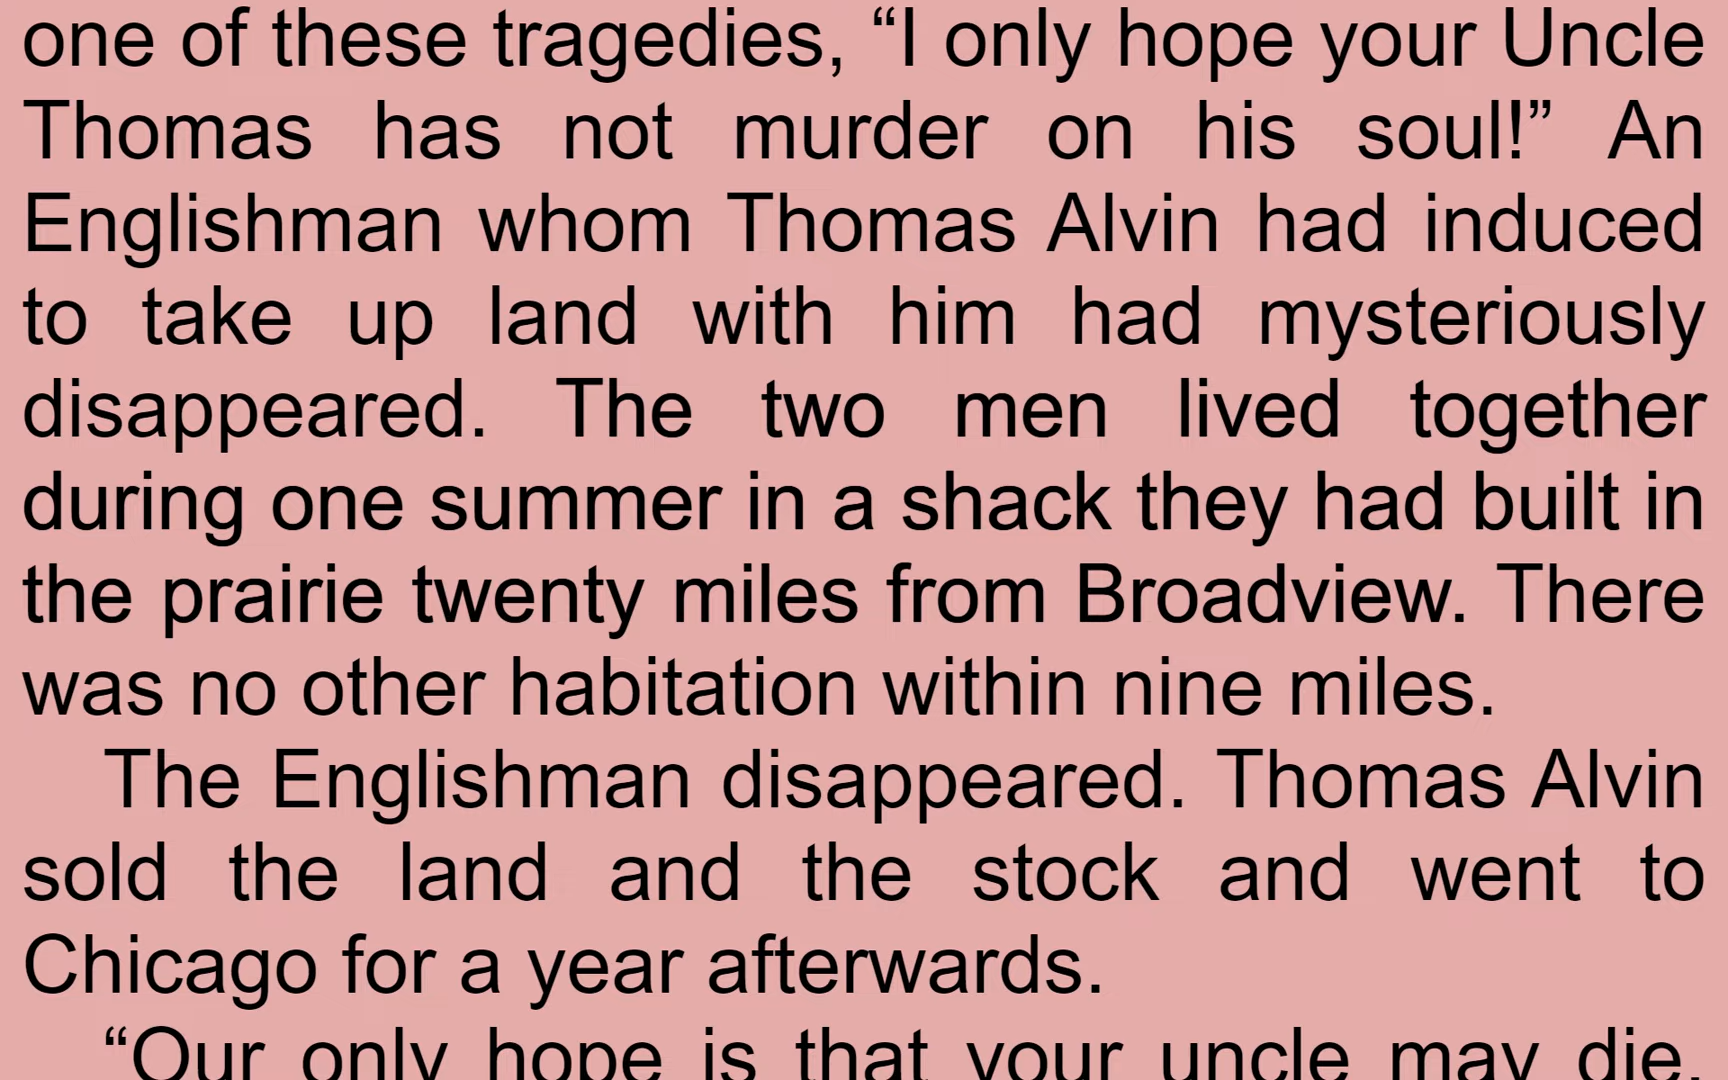 one of these tragedies, “I only hope your Uncle
Thomas has not murder on his soul!” An
Englishman whom Thomas Alvin had induced
to take up land with him had mysteriously
disappeared. The two men lived together
during one summer in a shack they had built in
the prairie twenty miles from Broadview. There
was no other habitation within nine miles.
The Englishman disappeared. Thomas Alvin
sold the land and the stock and went to
Chicago for a year afterwards.
“Our only hope is that your uncle may die,